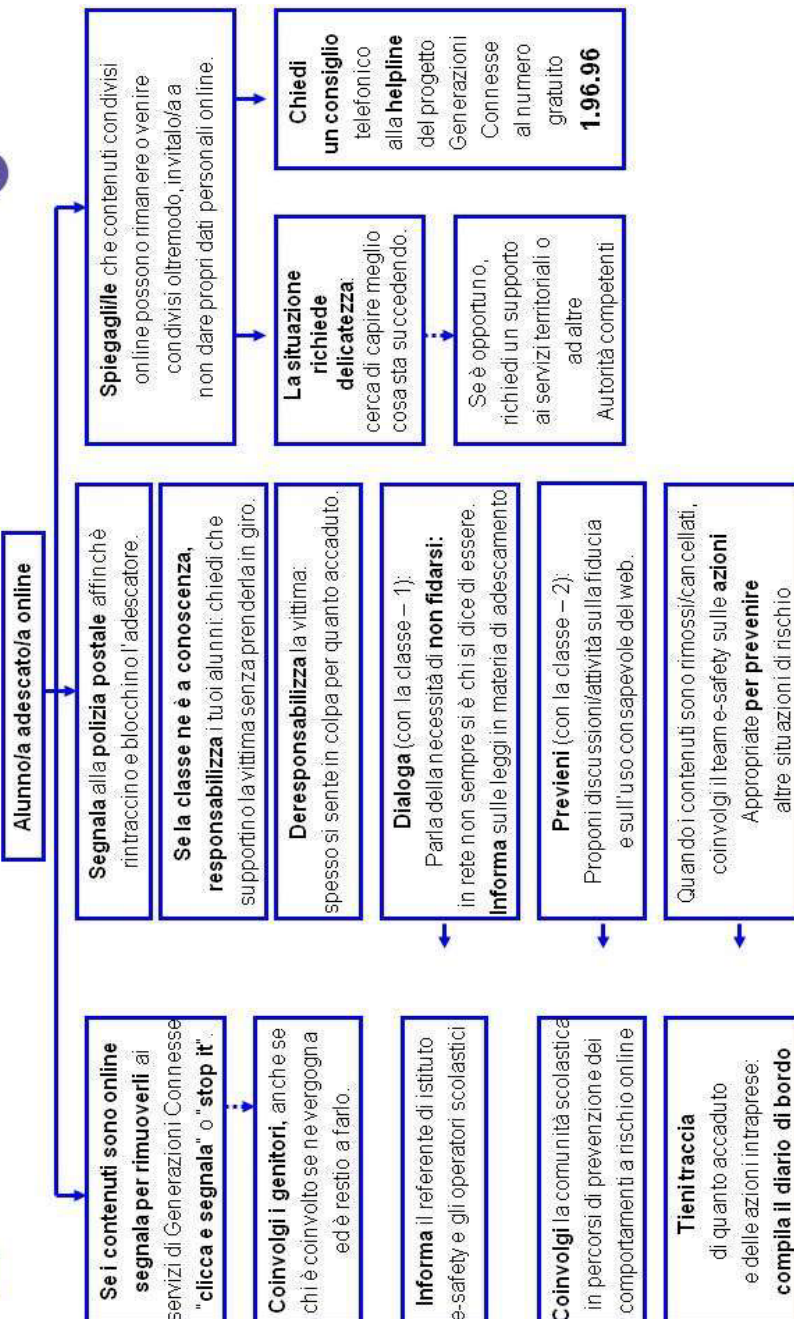 Alunno/a adescato/a online
Se i contenuti sono online
segnala per rimuoverli ai
servizi di Generazioni Connesse
"clicca e segnala" o "stop it".
Coinvolgi i genitori, anche se
chi è coinvolto se ne vergogna
ed è restio a farlo.
Informa il referente di istituto
e-safety e gli operatori scolastici
Coinvolgi la comunità scolastica
in percorsi di prevenzione dei
comportamenti a rischio online
Tieni traccia
di quanto accaduto
e delle azioni intraprese:
compila il diario di bordo
Segnala alla polizia postale affinchè
rintraccino e blocchino l'adescatore.
Se la classe ne è a conoscenza,
responsabilizza i tuoi alunni: chiedi che
supportino la vittima senza prenderla in giro.
Deresponsabilizza la vittima:
spesso si sente in colpa per quanto accaduto.
Dialoga (con la classe – 1):
Parla della necessità di non fidarsi:
in rete non sempre si è chi si dice di essere.
Informa sulle leggi in materia di adescamento
Previeni (con la classe – 2):
Proponi discussioni/attività sulla fiducia
e sull'uso consapevole del web.
Quando i contenuti sono rimossi/cancellati,
coinvolgi il team e-safety sulle azioni
Appropriate per prevenire
altre situazioni di rischio
Spiegagli/le che contenuti condivisi
online possono rimanere o venire
condivisi oltremodo, invitalo/a a
non dare propri dati personali online.
La situazione
richiede
delicatezza:
cerca di capire meglio
cosa sta succedendo.
Se è opportuno,
richiedi un supporto
ai servizi territoriali o
ad altre
Autorità competenti
Chiedi
un consiglio
telefonico
alla helpline
del progetto
Generazioni
Connesse
al numero
gratuito
1.96.96